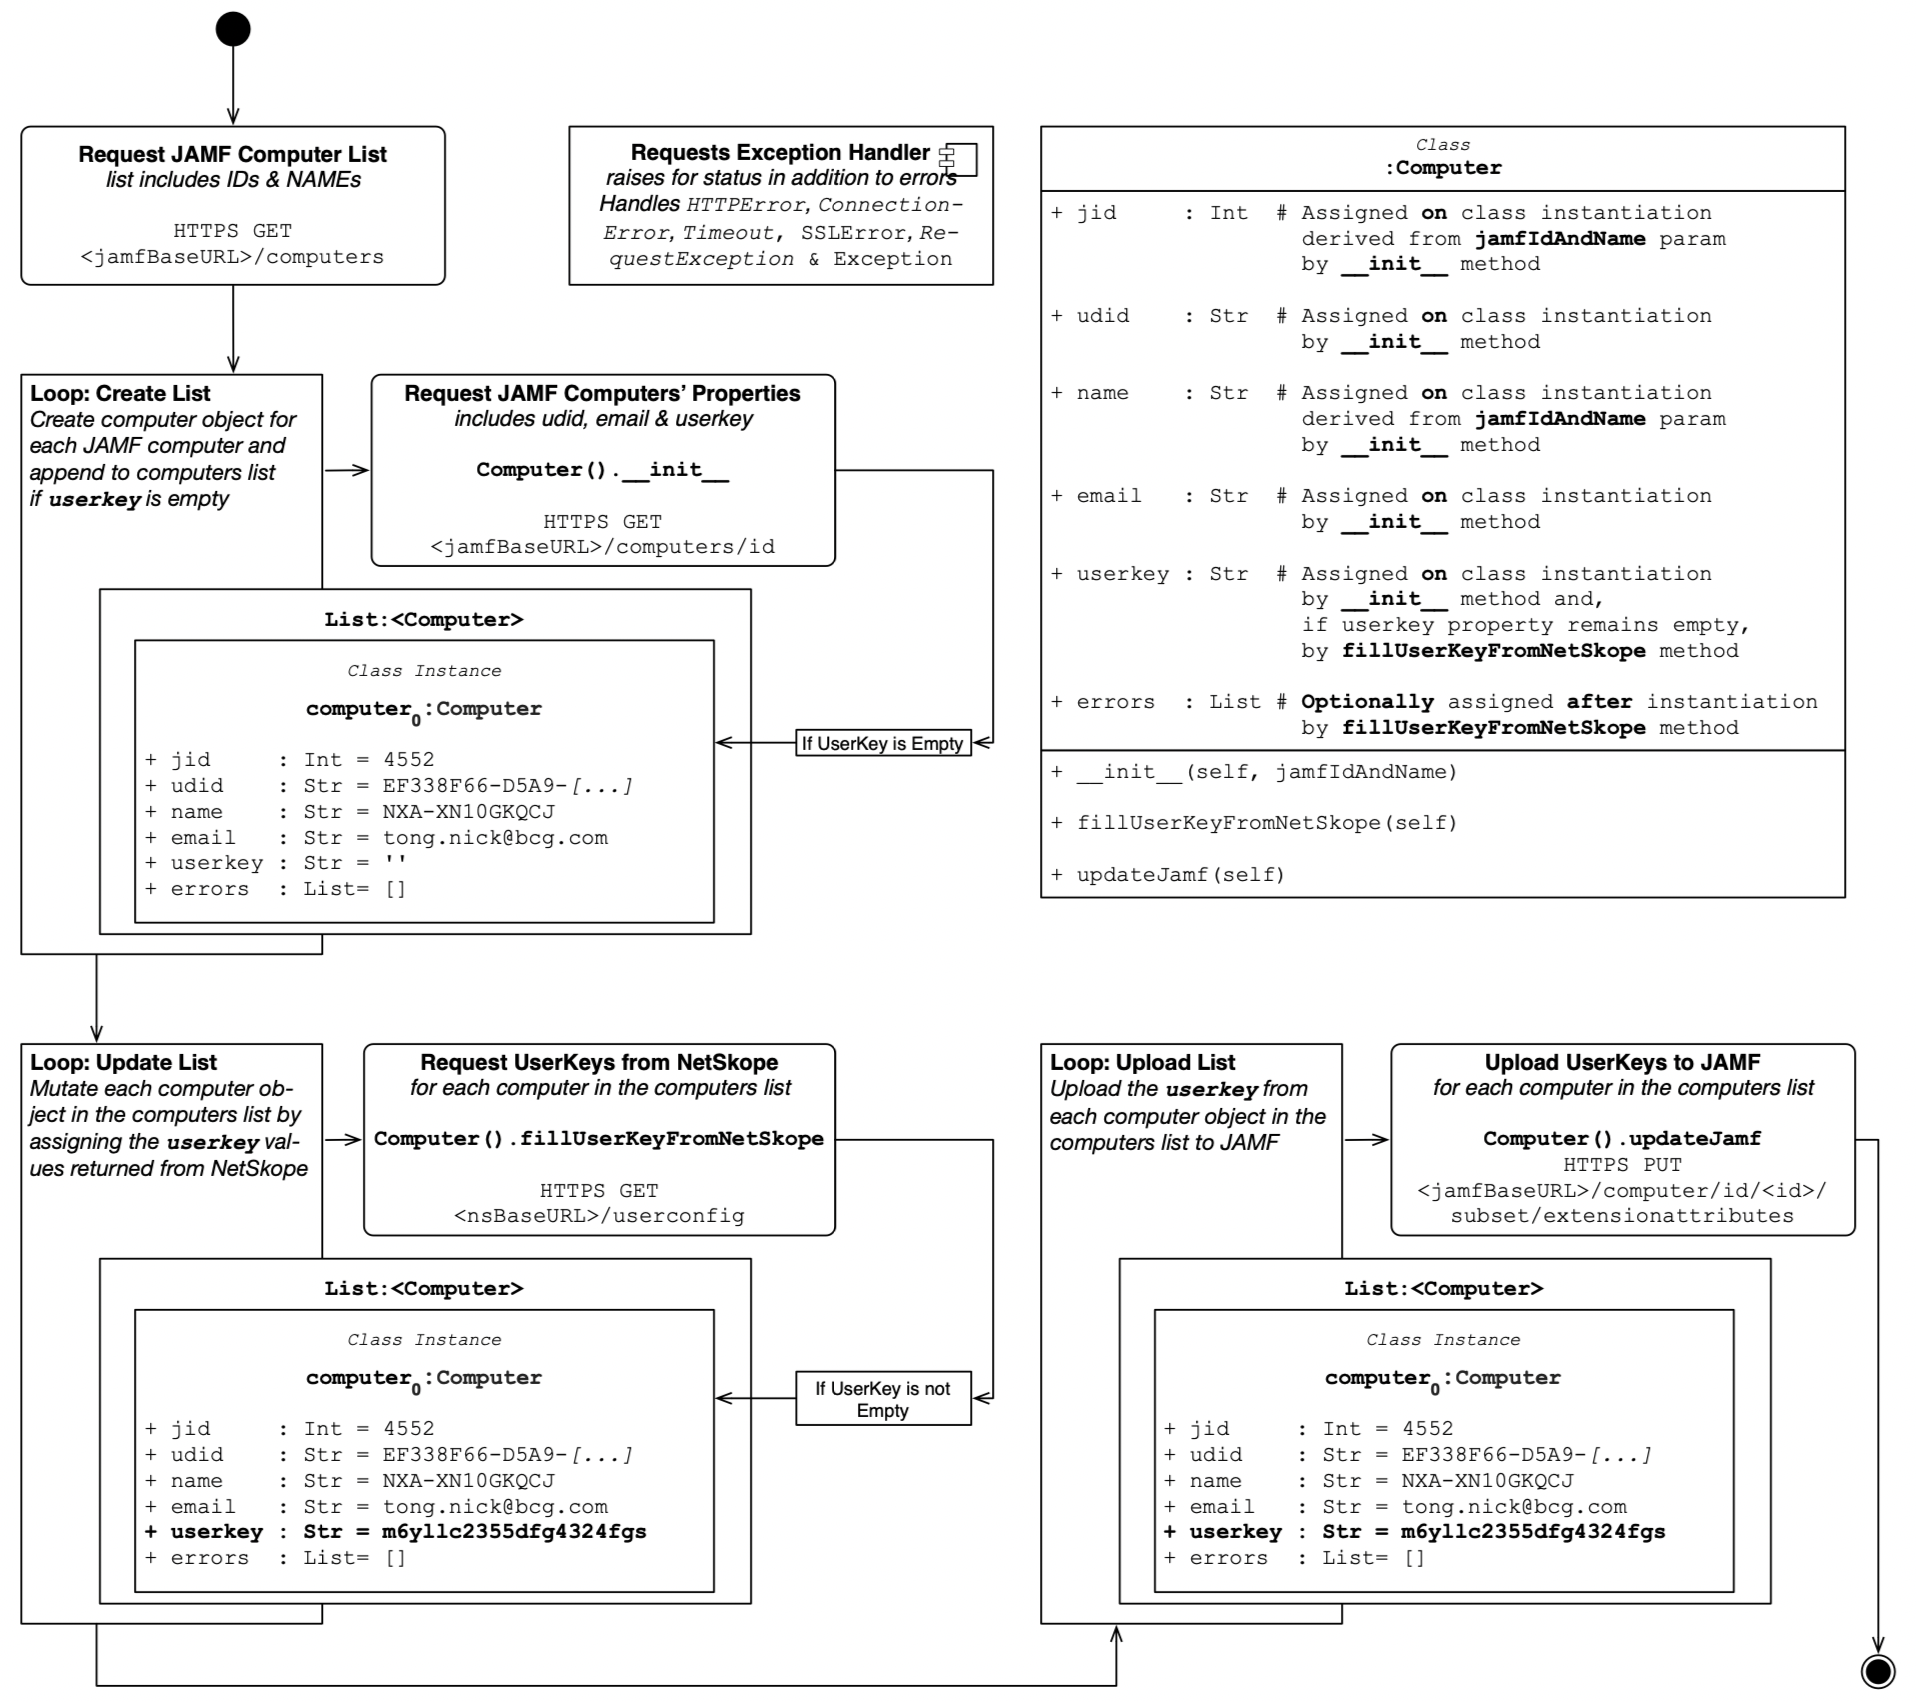 Request JAMF Computer List
list includes IDs & NAMEs
HTTPS GET
<jamfBaseURL>/computers
Requests Exception Handler
raises for status in addition to errors
Handles HTTPError, Connection-
Error, Timeout, SSLError, Re-
questException & Exception
Class
:Computer
+ jid : Int # Assigned on class instantiation
derived from jamfIdAndName param
by __init__ method
+ udid : Str # Assigned on class instantiation
by __init__ method
+ name : Str # Assigned on class instantiation
derived from jamfIdAndName param
by __init__ method
+ email : Str # Assigned on class instantiation
by __init__ method
+ userkey : Str # Assigned on class instantiation
by __init__ method and,
if userkey property remains empty,
by fillUserKeyFromNetSkope method
+ errors : List # Optionally assigned after instantiation
by fillUserKeyFromNetSkope method
+ __init__(self, jamfIdAndName)
+ fillUserKeyFromNetSkope(self)
+ updateJamf(self)
Loop: Create List
Create computer object for
each JAMF computer and
append to computers list
if userkey is empty
Request JAMF Computers’ Properties
includes udid, email & userkey
Computer().__init__
HTTPS GET
<jamfBaseURL>/computers/id
List:<Computer>
Class Instance
computer0:Computer
If UserKey is Empty
+ jid : Int = 4552
+ udid : Str = EF338F66-D5A9-[...]
+ name : Str = NXA-XN10GKQCJ
+ email : Str = tong.nick@bcg.com
+ userkey : Str = ''
+ errors : List= []
Loop: Update List
Mutate each computer ob-
ject in the computers list by
assigning the userkey val-
ues returned from NetSkope
Request UserKeys from NetSkope
for each computer in the computers list
Computer().fillUserKeyFromNetSkope
HTTPS GET
<nsBaseURL>/userconfig
List:<Computer>
Class Instance
computer0:Computer
If UserKey is not
Empty
+ jid : Int = 4552
+ udid : Str = EF338F66-D5A9-[...]
+ name : Str = NXA-XN10GKQCJ
+ email : Str = tong.nick@bcg.com
+ userkey : Str = m6yllc2355dfg4324fgs
+ errors : List= []
Loop: Upload List
Upload the userkey from
each computer object in the
computers list to JAMF
Upload UserKeys to JAMF
for each computer in the computers list
Computer().updateJamf
HTTPS PUT
<jamfBaseURL>/computer/id/<id>/
subset/extensionattributes
List:<Computer>
Class Instance
computer0:Computer
+ jid : Int = 4552
+ udid : Str = EF338F66-D5A9-[...]
+ name : Str = NXA-XN10GKQCJ
+ email : Str = tong.nick@bcg.com
+ userkey : Str = m6yllc2355dfg4324fgs
+ errors : List= []